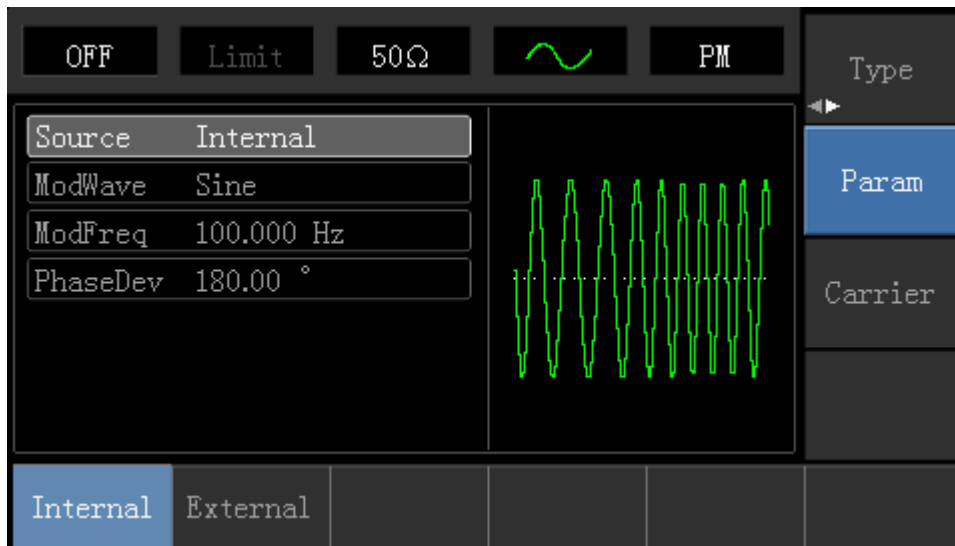 OFF Limit 50Ω PM
Type
Source Internal
ModWave Sine
ModFreq 100.000 Hz
PhaseDev 180.00 °
Param
Carrier
Internal External